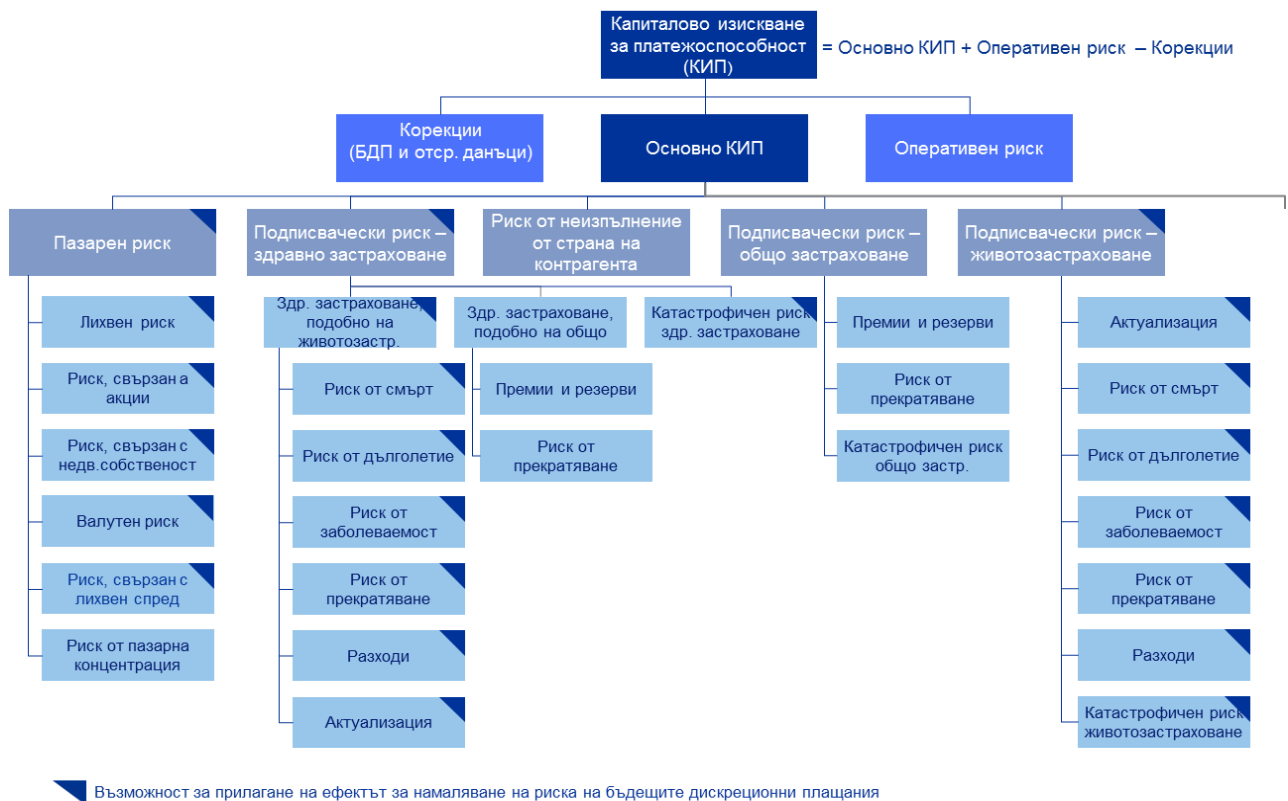 Капиталово изискване
за платежоспособност
(КИП)
= Основно КИП + Оперативен риск – Корекции
Корекции
(БДП и отср. данъци)
Основно КИП
Оперативен риск
Пазарен риск
Подписвачески риск –
здравно застраховане
Риск от неизпълнение
от страна на
контрагента
Подписвачески риск –
общо застраховане
Подписвачески риск –
животозастраховане
Лихвен риск
Риск, свързан а
акции
Риск, свързан с
недв.собственост
Валутен риск
Риск, свързан с
лихвен спред
Риск от пазарна
концентрация
Здр. застраховане,
подобно на
животозастр.
Риск от смърт
Риск от дълголетие
Риск от
заболеваемост
Риск от
прекратяване
Разходи
Актуализация
Здр. застраховане,
подобно на общо
Премии и резерви
Риск от
прекратяване
Катастрофичен риск
здр. застраховане
Премии и резерви
Риск от
прекратяване
Катастрофичен риск
общо застр.
Актуализация
Риск от смърт
Риск от дълголетие
Риск от
заболеваемост
Риск от
прекратяване
Разходи
Катастрофичен риск
животозастраховане
Възможност за прилагане на ефектът за намаляване на риска на бъдещите дискреционни плащания